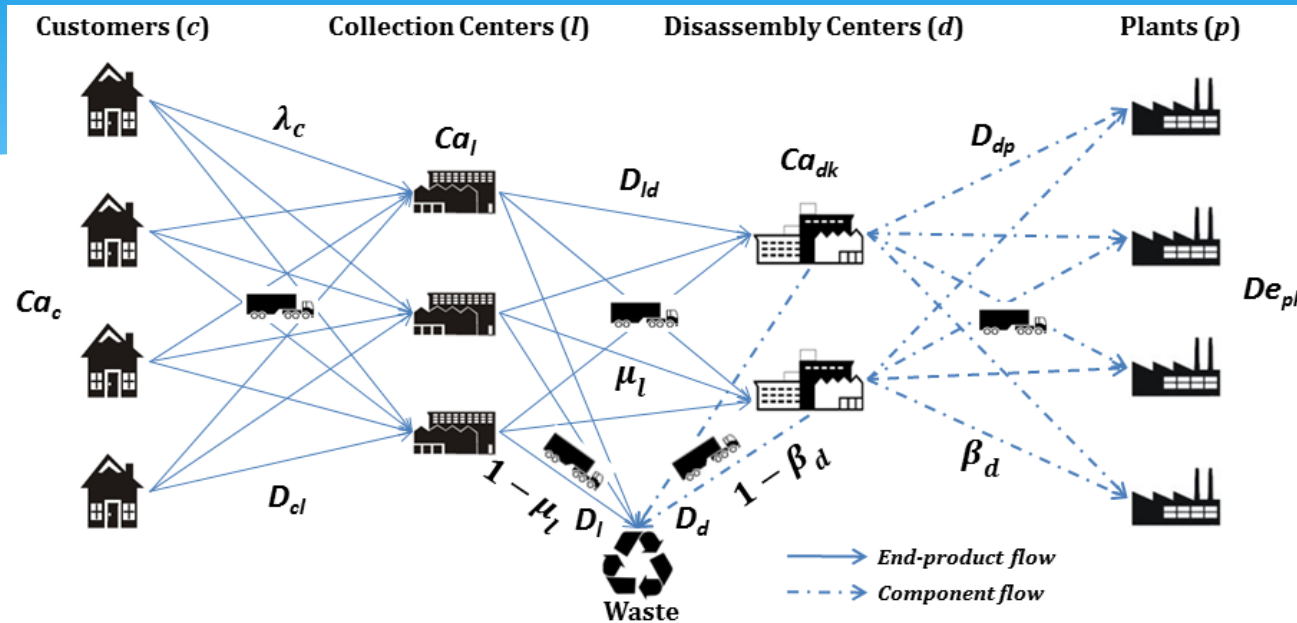 Customers (c) Collection Centers (l) Disassembly Centers (d) Plants (p)
λc
Cal
Dld
Cadk
Ddp
Cac
Depk
μl
βd
Dcl
1 − μl
Dl
Dd
1 − βd
End-product flow
Component flow
Waste